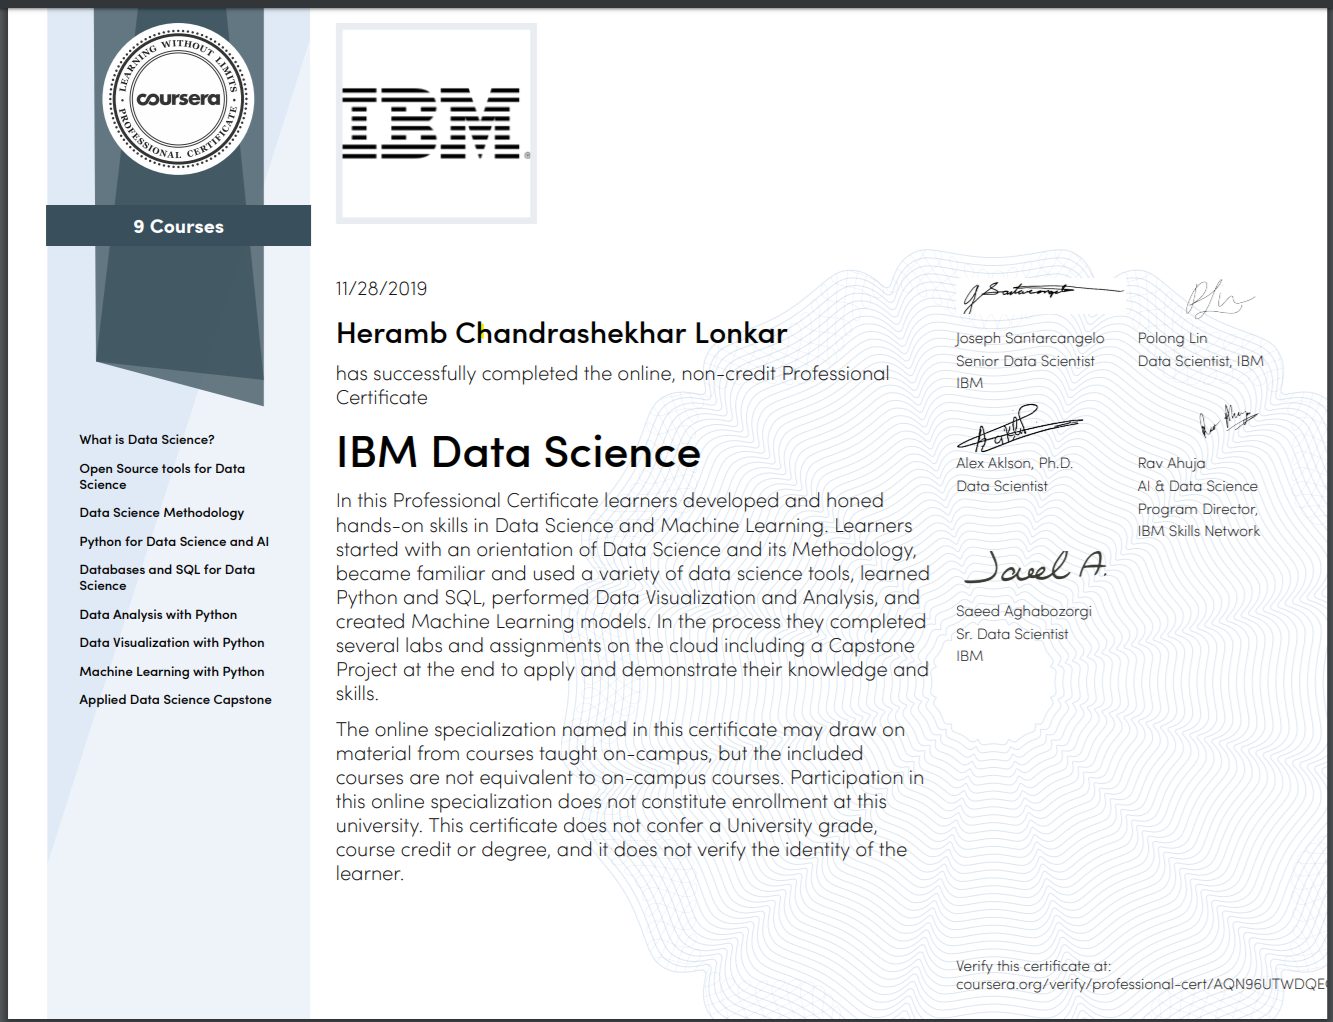 LEARNING WITHOUT LIMITS
coursera
PROFESSIONAL CERTIFICATE
9 Courses
What is Data Science?
Open Source tools for Data
Science
Data Science Methodology
Python for Data Science and AI
Databases and SQL for Data
Science
Data Analysis with Python
Data Visualization with Python
Machine Learning with Python
Applied Data Science Capstone
IBM®
11/28/2019
Heramb Chandrashekhar Lonkar
has successfully completed the online, non-credit Professional
Certificate
IBM Data Science
In this Professional Certificate learners developed and honed
hands-on skills in Data Science and Machine Learning. Learners
started with an orientation of Data Science and its Methodology,
became familiar and used a variety of data science tools, learned
Python and SQL, performed Data Visualization and Analysis, and
created Machine Learning models. In the process they completed
several labs and assignments on the cloud including a Capstone
Project at the end to apply and demonstrate their knowledge and
skills.
The online specialization named in this certificate may draw on
material from courses taught on-campus, but the included
courses are not equivalent to on-campus courses. Participation in
this online specialization does not constitute enrollment at this
university. This certificate does not confer a University grade,
course credit or degree, and it does not verify the identity of the
learner.
Joseph Santarcangelo
Senior Data Scientist
IBM
Polong Lin
Data Scientist, IBM
Alex Aklson, Ph.D.
Data Scientist
Rav Ahuja
AI & Data Science
Program Director,
IBM Skills Network
Saeed Aghabozorgi
Sr. Data Scientist
IBM
Verify this certificate at:
coursera.org/verify/professional-cert/AQN96UTWDQE